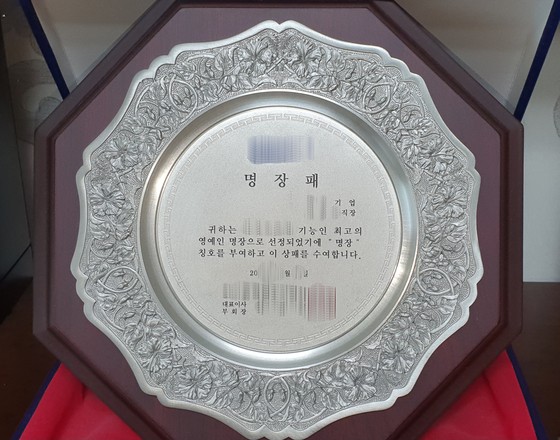 명 장 패
기 업
직장
귀하는 기능인 최고의
영예인 명장으로 선정되었기에 "명장"
칭호를 부여하고 이 상패를 수여합니다.
20 월 일
대표이사
부 회 장